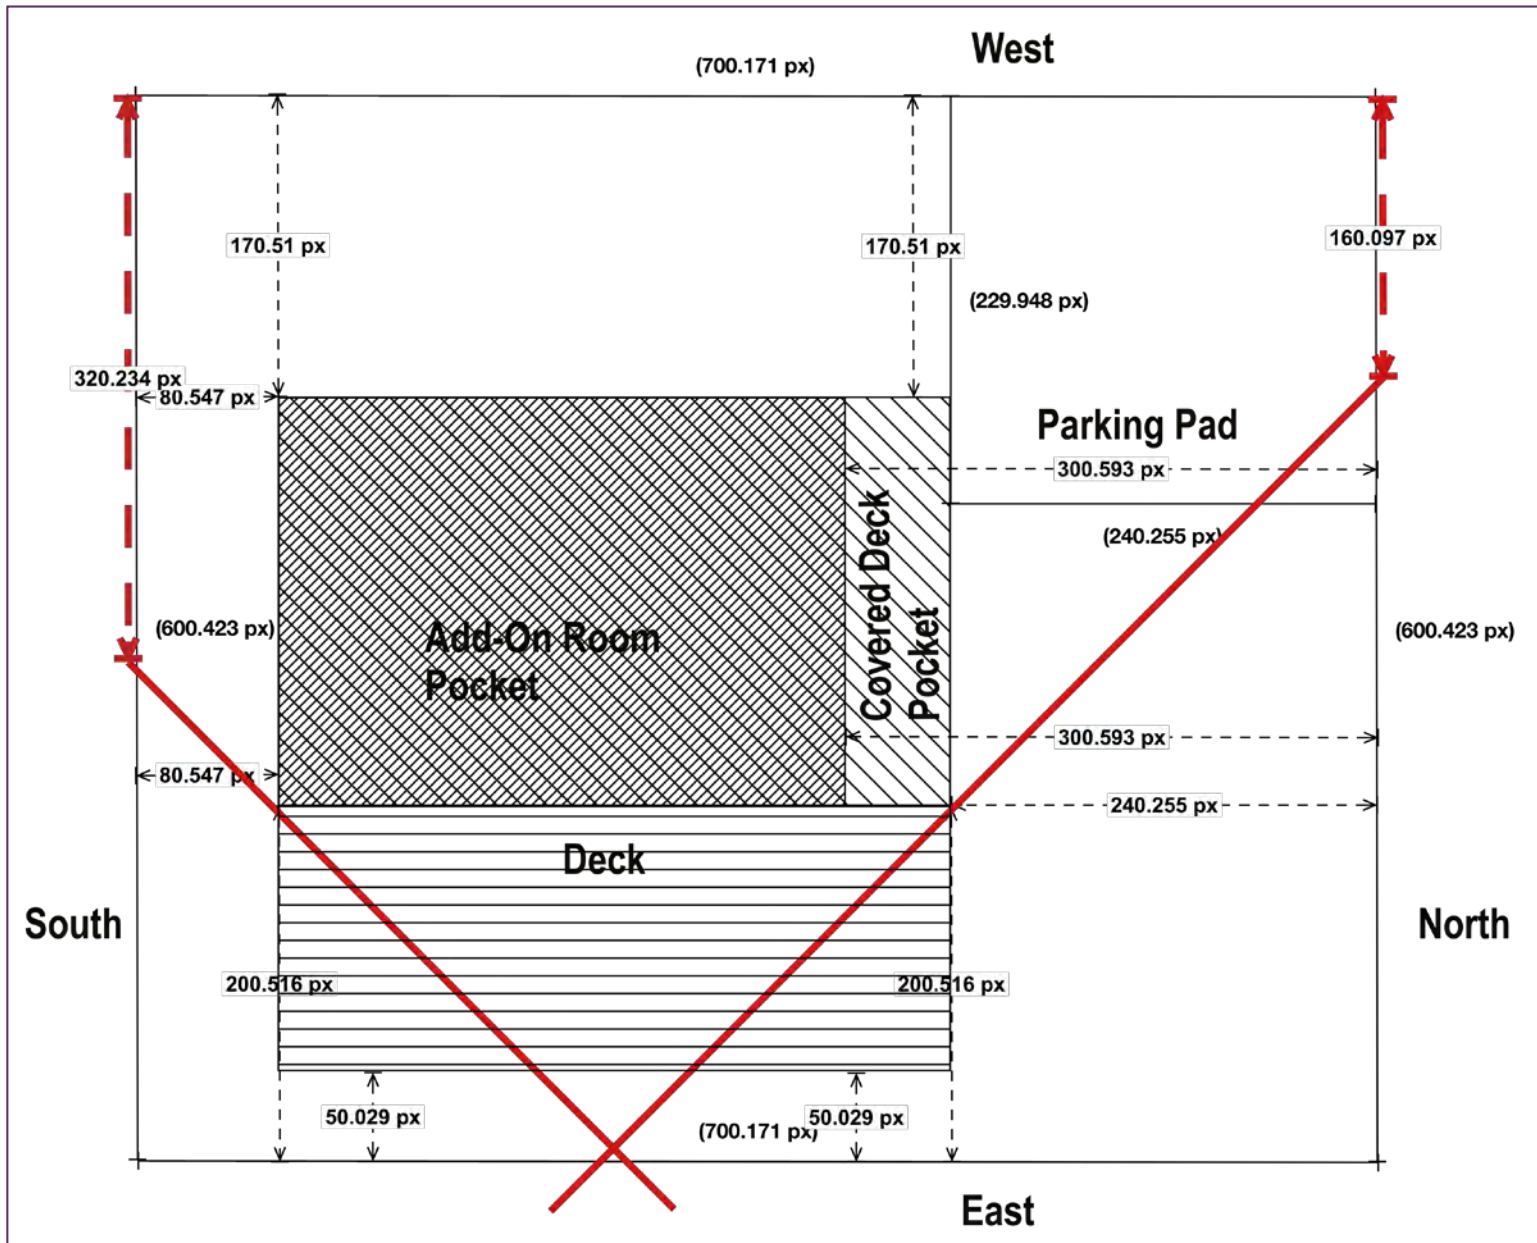 West
(700.171 px)
170.51 px
170.51 px
160.097 px
(229.948 px)
320.234 px
80.547 px
Parking Pad
300.593 px
Covered Deck
Pocket
(240.255 px)
Add-On Room
Pocket
(600.423 px)
(600.423 px)
300.593 px
80.547 px
240.255 px
Deck
South
North
200.516 px
200.516 px
50.029 px
(700.171 px)
50.029 px
East